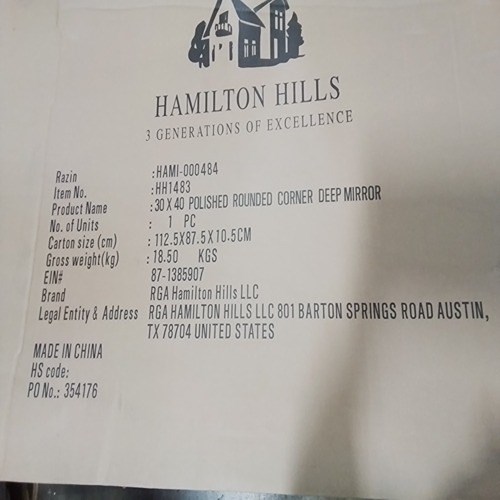 HAMILTON HILLS
3 GENERATIONS OF EXCELLENCE
Razin :HAMI-000484
Item No. :HH1483
Product Name :30 X 40 POLISHED ROUNDED CORNER DEEP MIRROR
No. of Units : 1 PC
Carton size (cm) : 112.5X87.5X10.5CM
Gross weight(kg) : 18.50 KGS
EIN# 87-1385907
Brand RGA Hamilton Hills LLC
Legal Entity & Address RGA HAMILTON HILLS LLC 801 BARTON SPRINGS ROAD AUSTIN,
TX 78704 UNITED STATES
MADE IN CHINA
HS code:
PO No.: 354176